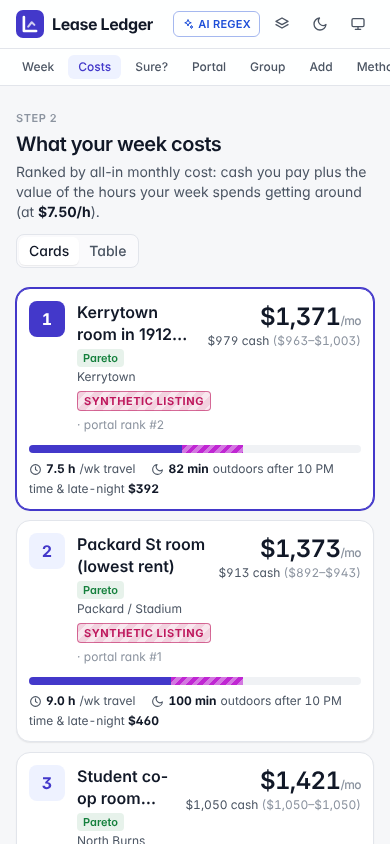 Lease Ledger
AI REGEX
Week Costs Sure? Portal Group Add
STEP 2
What your week costs
Ranked by all-in monthly cost: cash you pay plus the
value of the hours your week spends getting around
(at $7.50/h).
Cards Table
1
Kerrytown
room in 1912...
$1,371/mo
$979 cash ($963–$1,003)
Pareto
Kerrytown
SYNTHETIC LISTING
· portal rank #2
7.5 h /wk travel 82 min outdoors after 10 PM
time & late-night $392
2
Packard St room
(lowest rent)
$1,373/mo
$913 cash ($892–$943)
Pareto
Packard / Stadium
SYNTHETIC LISTING
· portal rank #1
9.0 h /wk travel 100 min outdoors after 10 PM
time & late-night $460
3
Student co-
op room...
$1,421/mo
$1,050 cash ($1,050–$1,050)
Pareto
North Burns